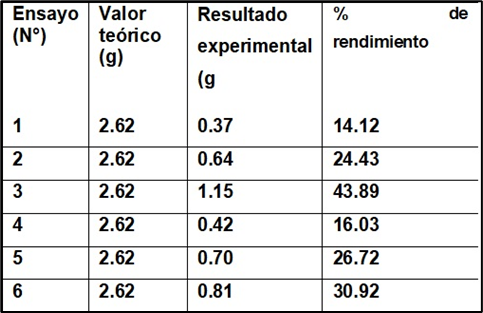 Ensayo Valor Resultado % de
(N°) teórico experimental rendimiento
(g) (g
1 2.62 0.37 14.12
2 2.62 0.64 24.43
3 2.62 1.15 43.89
4 2.62 0.42 16.03
5 2.62 0.70 26.72
6 2.62 0.81 30.92